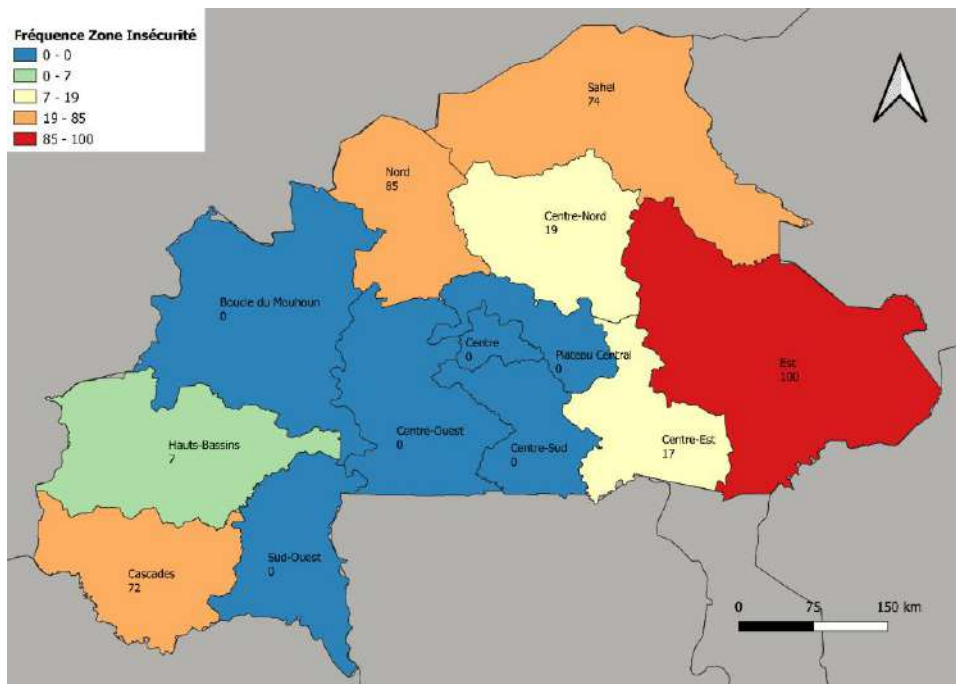 Fréquence Zone Insécurité
0 - 0
0 - 7
7 - 19
19 - 85
85 - 100
Sahel
74
Nord
85
Centre-Nord
19
Boucle du Mouhoun
0
Centre
0
Plateau Central
0
Est
100
Centre-Ouest
0
Centre-Sud
0
Centre-Est
17
Hauts-Bassins
7
Sud-Ouest
0
Cascades
72
0 75 150 km